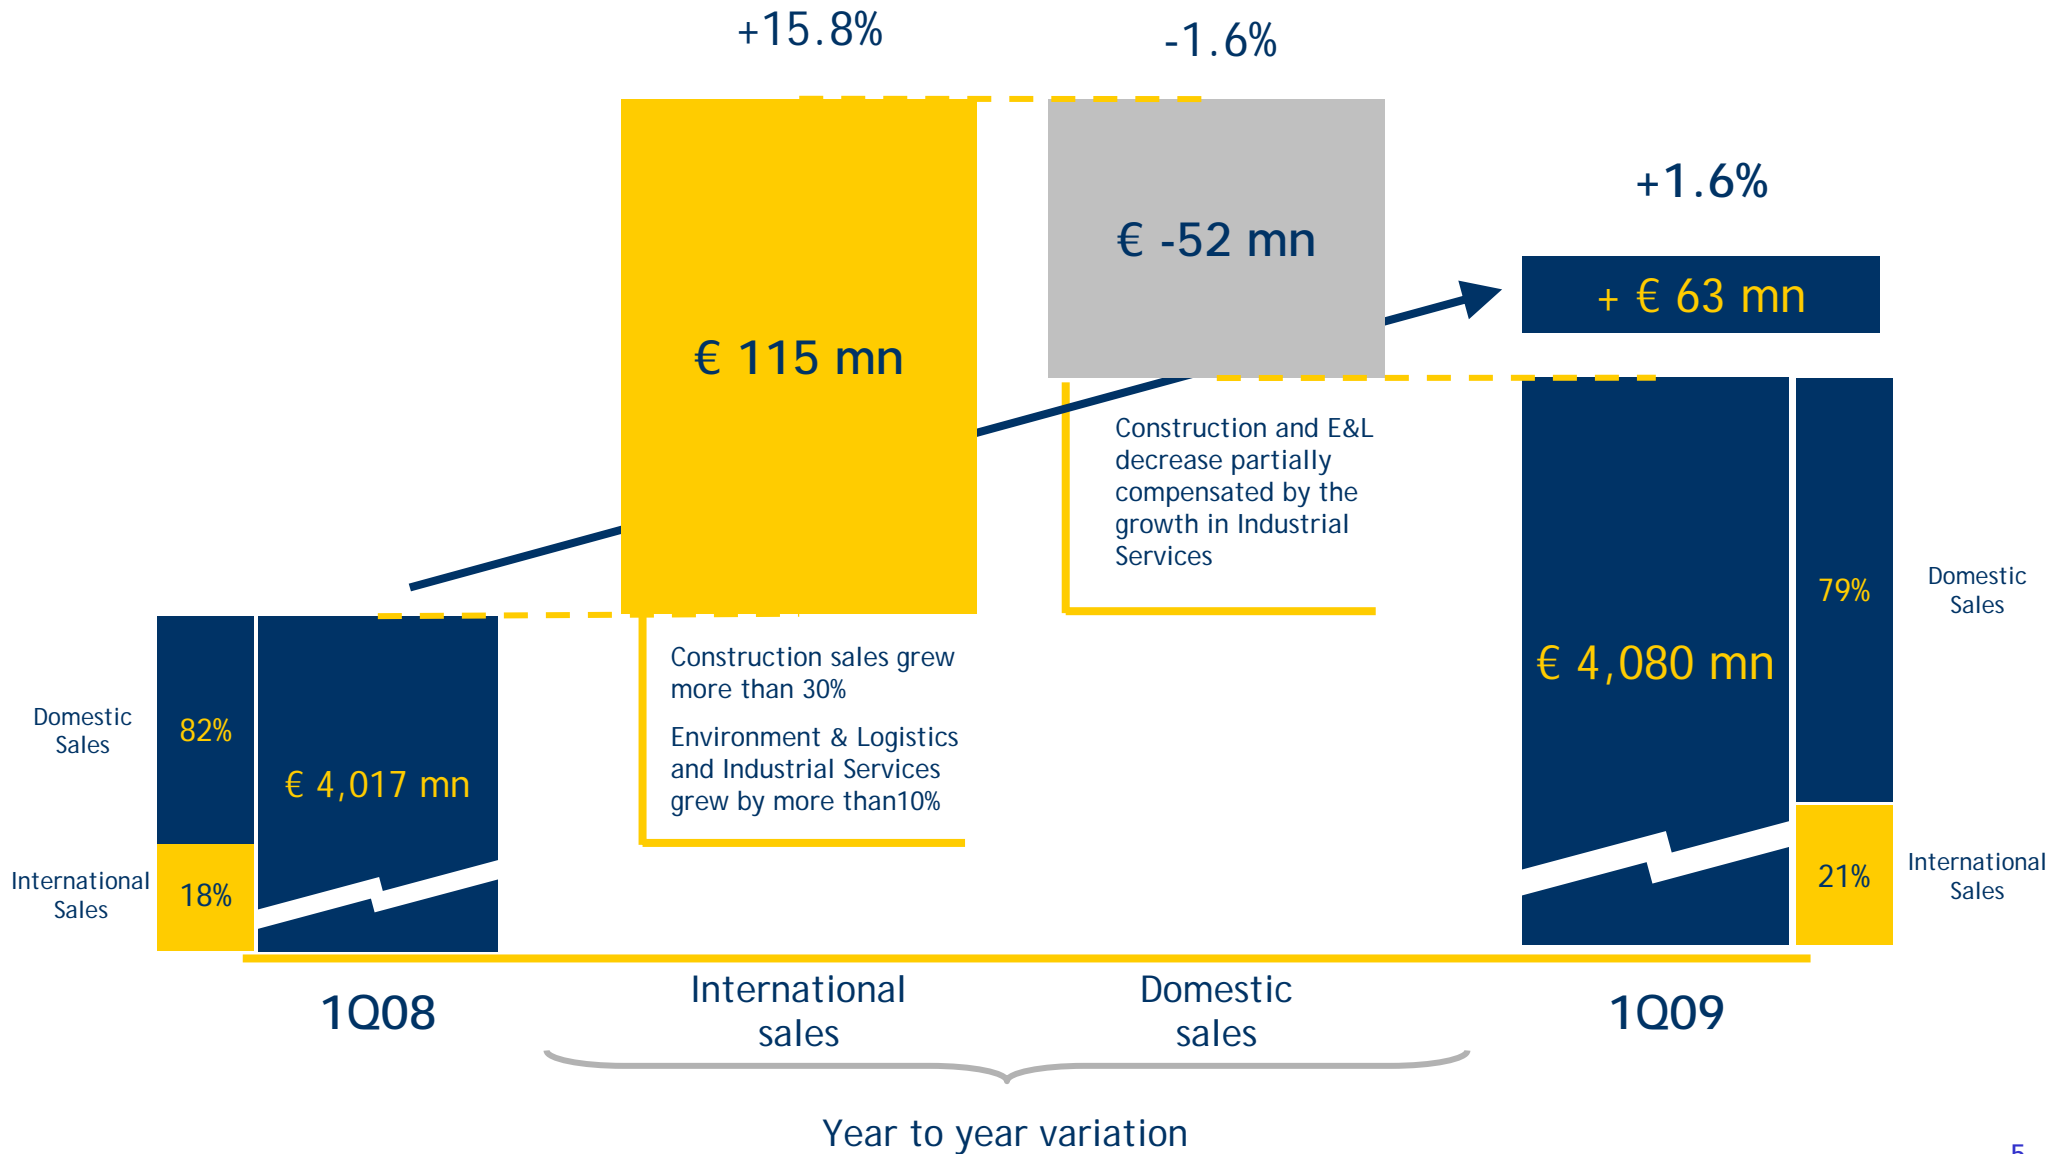 +15.8%
-1.6%
+1.6%
€ -52 mn
+ € 63 mn
€ 115 mn
Construction and E&L
decrease partially
compensated by the
growth in Industrial
Services
79%
Domestic
Sales
€ 4,080 mn
Construction sales grew
more than 30%
Environment & Logistics
and Industrial Services
grew by more than10%
Domestic
Sales
82%
€ 4,017 mn
International
Sales
18%
21%
International
Sales
1Q08
International
sales
Domestic
sales
1Q09
Year to year variation
5